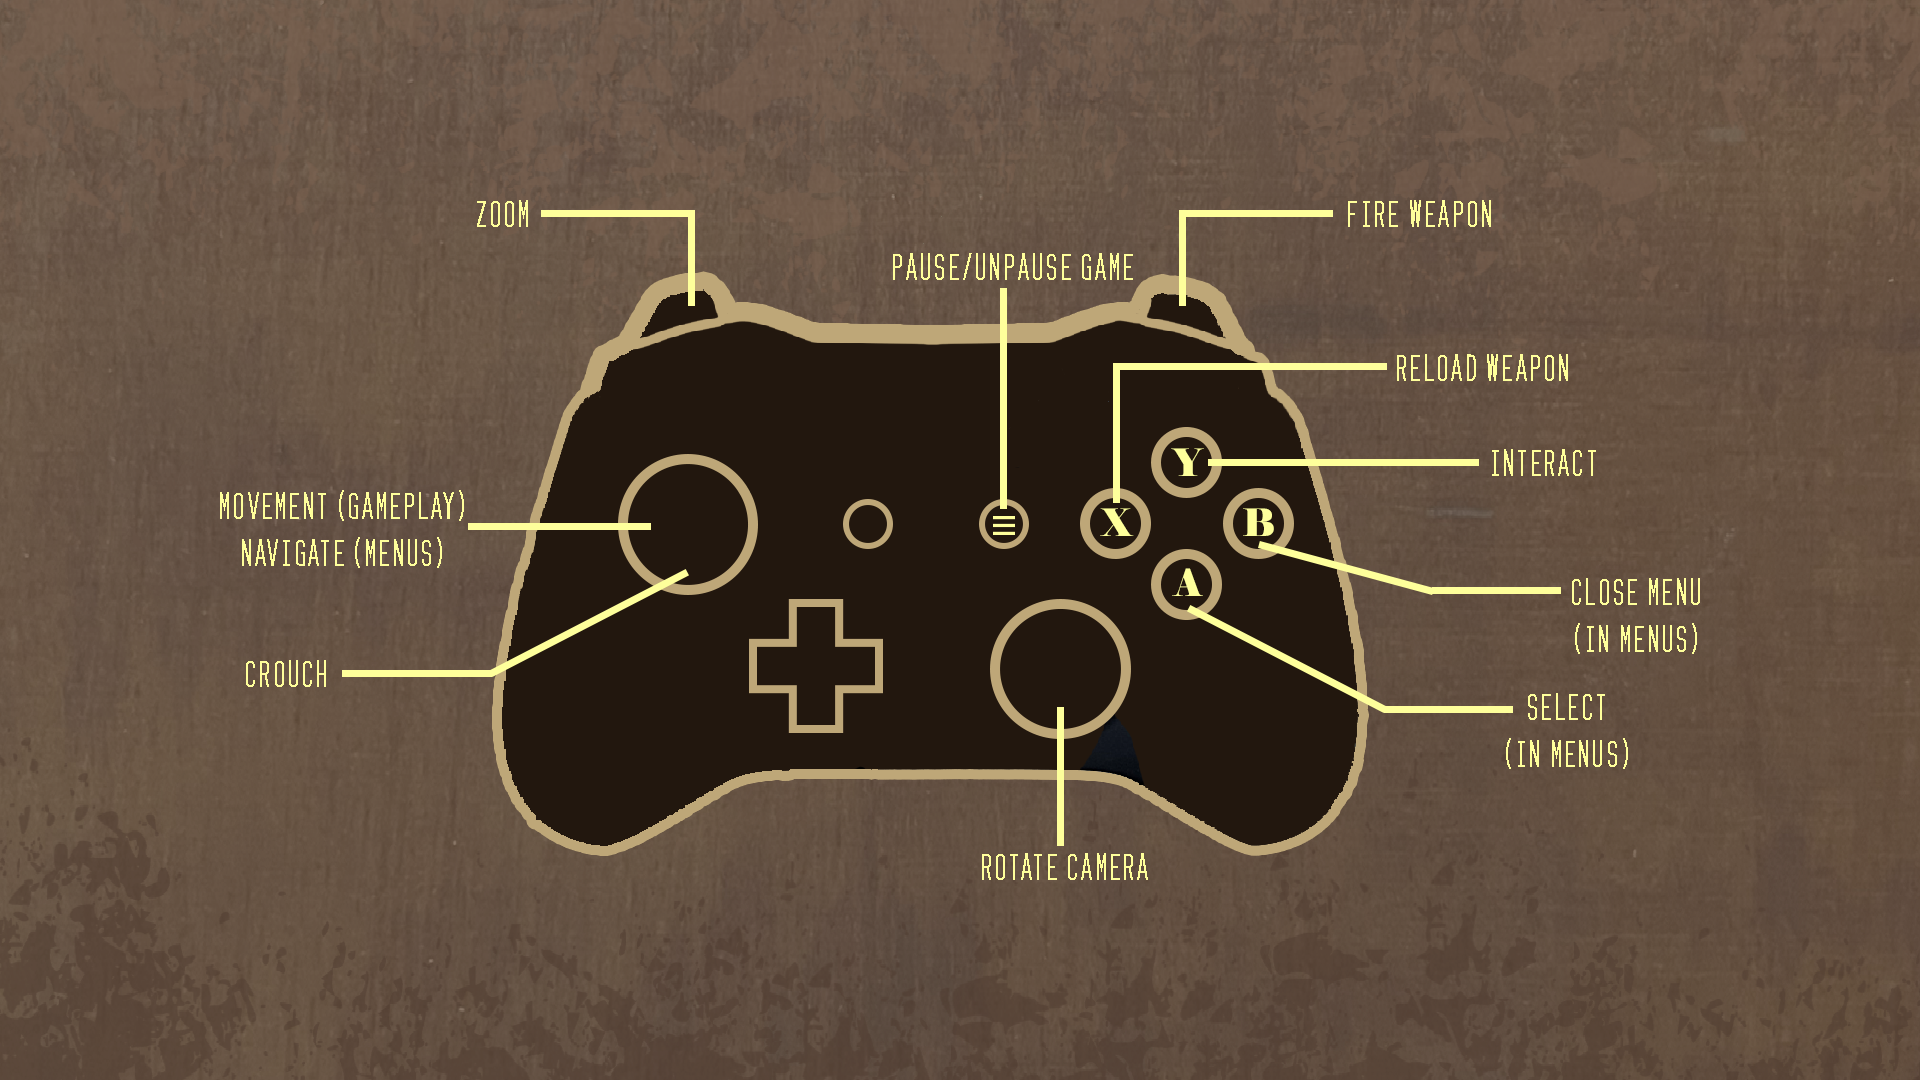 ZOOM
FIRE WEAPON
PAUSE/UNPAUSE GAME
RELOAD WEAPON
Y
INTERACT
MOVEMENT (GAMEPLAY)
NAVIGATE (MENUS)
X
B
A
CLOSE MENU
(IN MENUS)
CROUCH
SELECT
(IN MENUS)
ROTATE CAMERA